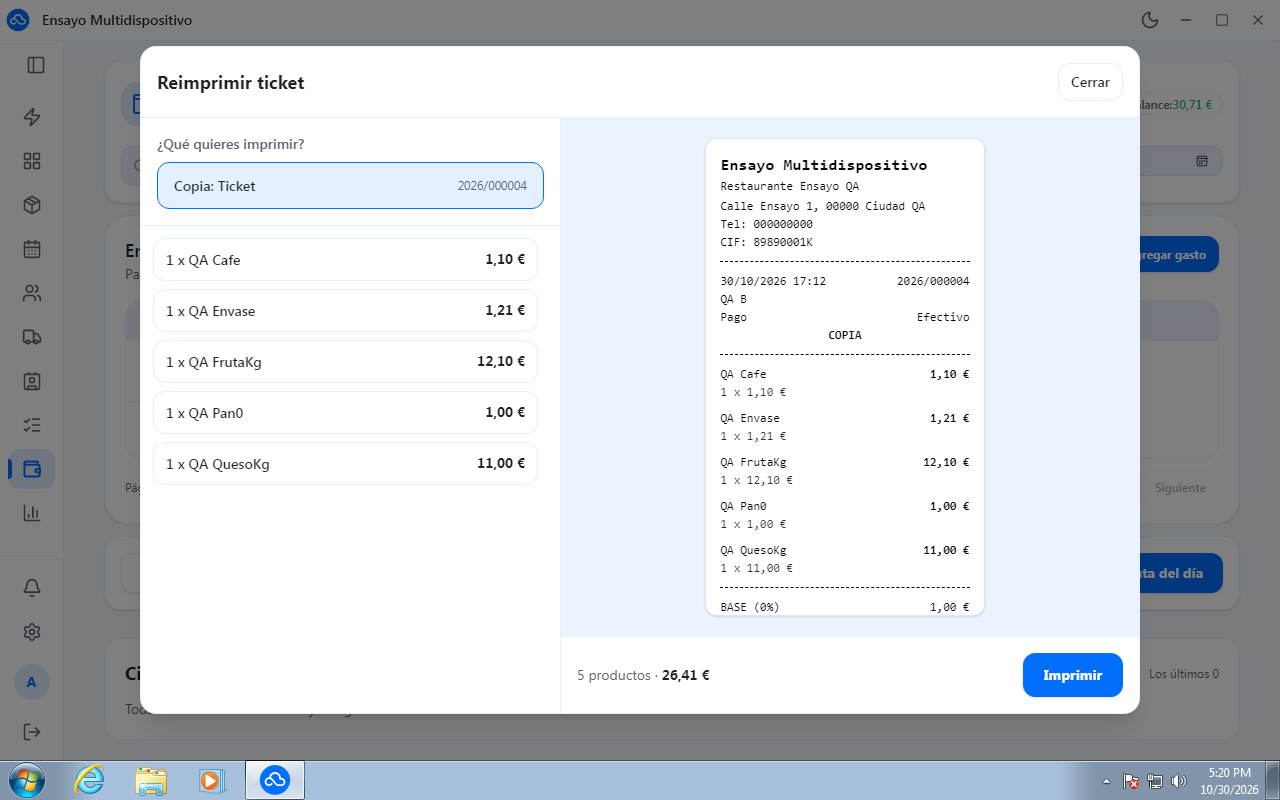 Ensayo Multidispositivo
Reimprimir ticket
Cerrar
30,71 €
¿Qué quieres imprimir?
Copia: Ticket 2026/000004
1 x QA Cafe 1,10 €
1 x QA Envase 1,21 €
1 x QA FrutaKg 12,10 €
1 x QA Pan0 1,00 €
1 x QA QuesoKg 11,00 €
Ensayo Multidispositivo
Restaurante Ensayo QA
Calle Ensayo 1, 00000 Ciudad QA
Tel: 000000000
CIF: 89890001K
30/10/2026 17:12 2026/000004
QA B
Pago Efectivo
COPIA
QA Cafe 1,10 €
1 x 1,10 €
QA Envase 1,21 €
1 x 1,21 €
QA FrutaKg 12,10 €
1 x 12,10 €
QA Pan0 1,00 €
1 x 1,00 €
QA QuesoKg 11,00 €
1 x 11,00 €
BASE (0%) 1,00 €
5 productos · 26,41 €
Imprimir
gasto
Siguiente
del día
Los últimos 0
A
5:20 PM
10/30/2026